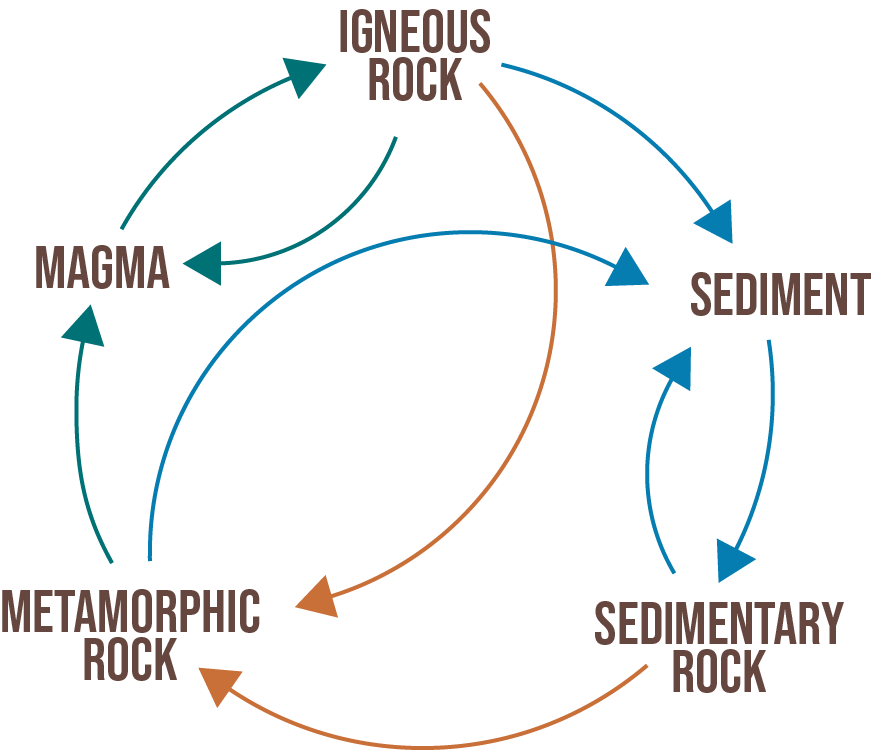 IGNEOUS
ROCK
MAGMA
SEDIMENT
METAMORPHIC
ROCK
SEDIMENTARY
ROCK